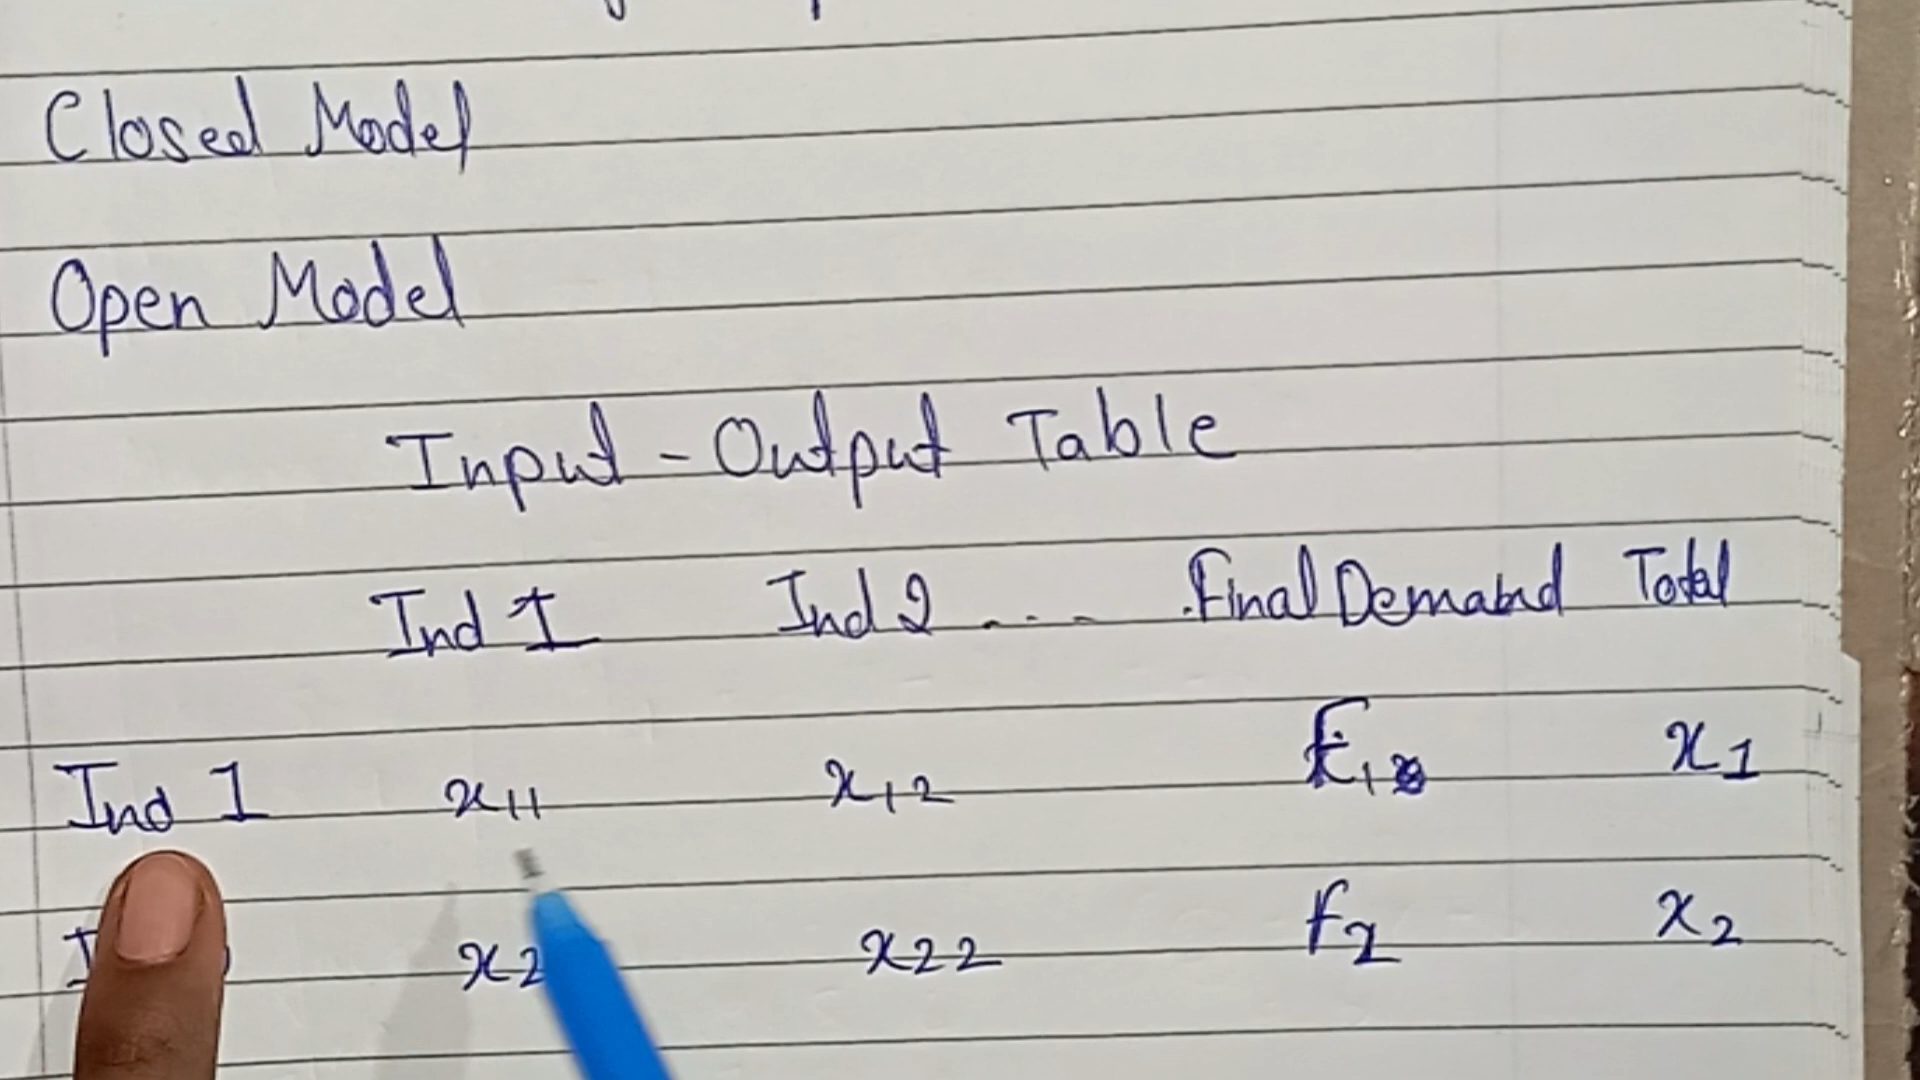 Closed Model
Open Model
Input - Output Table
Ind 1 Ind 2 ... Final Demand Total
Ind 1 x11 x12 x1
x22 F2 x2